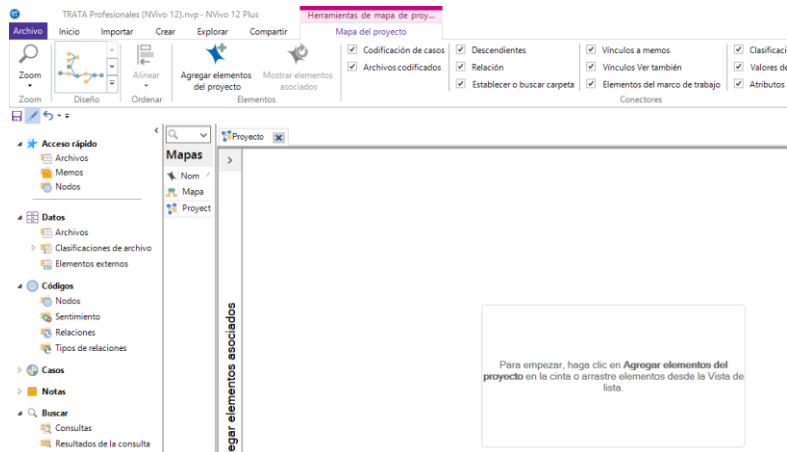 TRATA Profesionales (NVivo 12).nvp - NVivo 12 Plus
Herramientas de mapa de proy...
Archivo Inicio Importar Crear Explorar Compartir Mapa del proyecto
Zoom
Alinear
Agregar elementos
del proyecto
Mostrar elementos
asociados
Codificación de casos
Archivos codificados
Descendientes
Relación
Establecer o buscar carpeta
Vínculos a memos
Vínculos Ver también
Elementos del marco de trabajo
Clasificaci
Valores de
Atributos
Zoom Diseño Ordenar Elementos Conectores
Acceso rápido
Archivos
Memos
Nodos
Datos
Archivos
Clasificaciones de archivo
Elementos externos
Códigos
Nodos
Sentimiento
Relaciones
Tipos de relaciones
Casos
Notas
Buscar
Consultas
Resultados de la consulta
Mapas
Nom
Mapa
Proyect
Proyecto
egar elementos asociados
Para empezar, haga clic en Agregar elementos del
proyecto en la cinta o arrastre elementos desde la Vista de
lista.